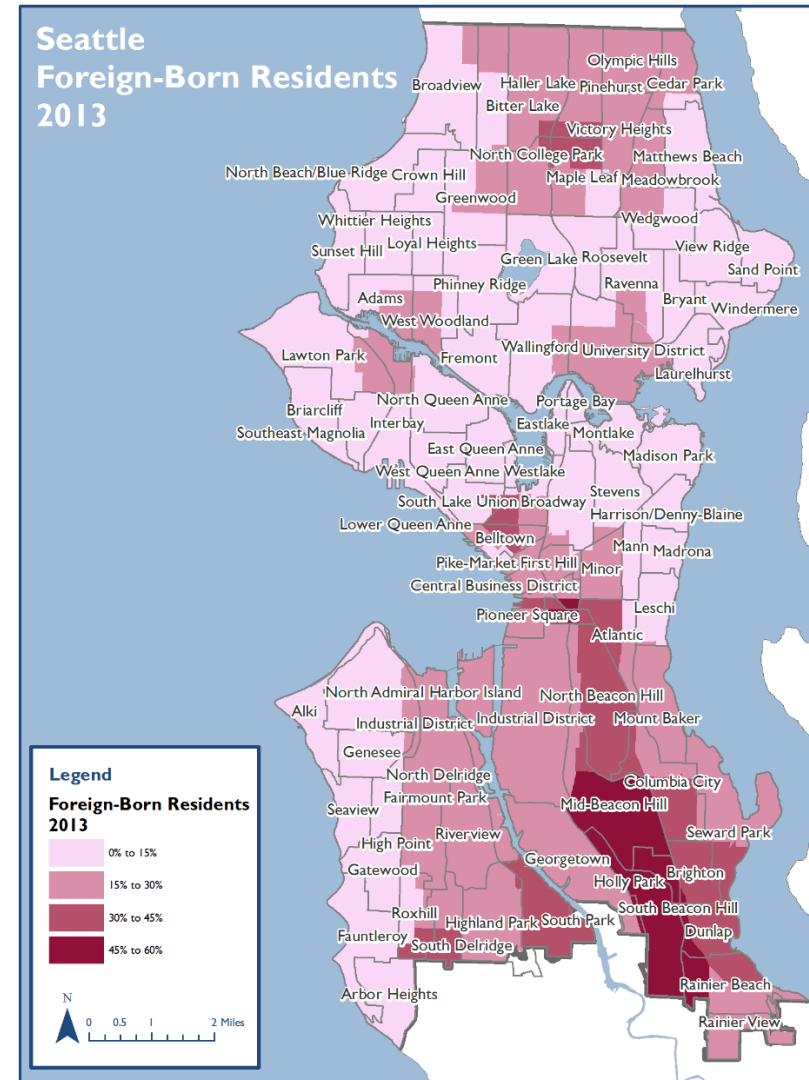 Seattle
Foreign-Born Residents
2013
Olympic Hills
Broadview
Haller Lake
Pinehurst
Cedar Park
Bitter Lake
Victory Heights
North College Park
Matthews Beach
North Beach/Blue Ridge
Crown Hill
Maple Leaf
Meadowbrook
Greenwood
Whittier Heights
Wedgwood
Sunset Hill
Loyal Heights
View Ridge
Green Lake
Roosevelt
Sand Point
Phinney Ridge
Ravenna
Adams
Bryant
Windermere
West Woodland
Lawton Park
Fremont
Wallingford
University District
Laurelhurst
North Queen Anne
Portage Bay
Briarcliff
Interbay
Eastlake
Southeast Magnolia
Montlake
East Queen Anne
Madison Park
West Queen Anne
Westlake
Stevens
South Lake Union
Broadway
Harrison/Denny-Blaine
Lower Queen Anne
Belltown
Mann
Madrona
Pike-Market
First Hill
Minor
Central Business District
Leschi
Pioneer Square
Atlantic
North Admiral
Harbor Island
North Beacon Hill
Alki
Industrial District
Industrial District
Mount Baker
Genesee
North Delridge
Columbia City
Fairmount Park
Mid-Beacon Hill
Seaview
Riverview
Seward Park
High Point
Georgetown
Gatewood
Holly Park
Brighton
South Beacon Hill
Roxhill
Highland Park
South Park
Dunlap
Fauntleroy
South Delridge
Rainier Beach
Arbor Heights
Rainier View
Legend
Foreign-Born Residents
2013
0% to 15%
15% to 30%
30% to 45%
45% to 60%
N
0 0.5 1 2 Miles